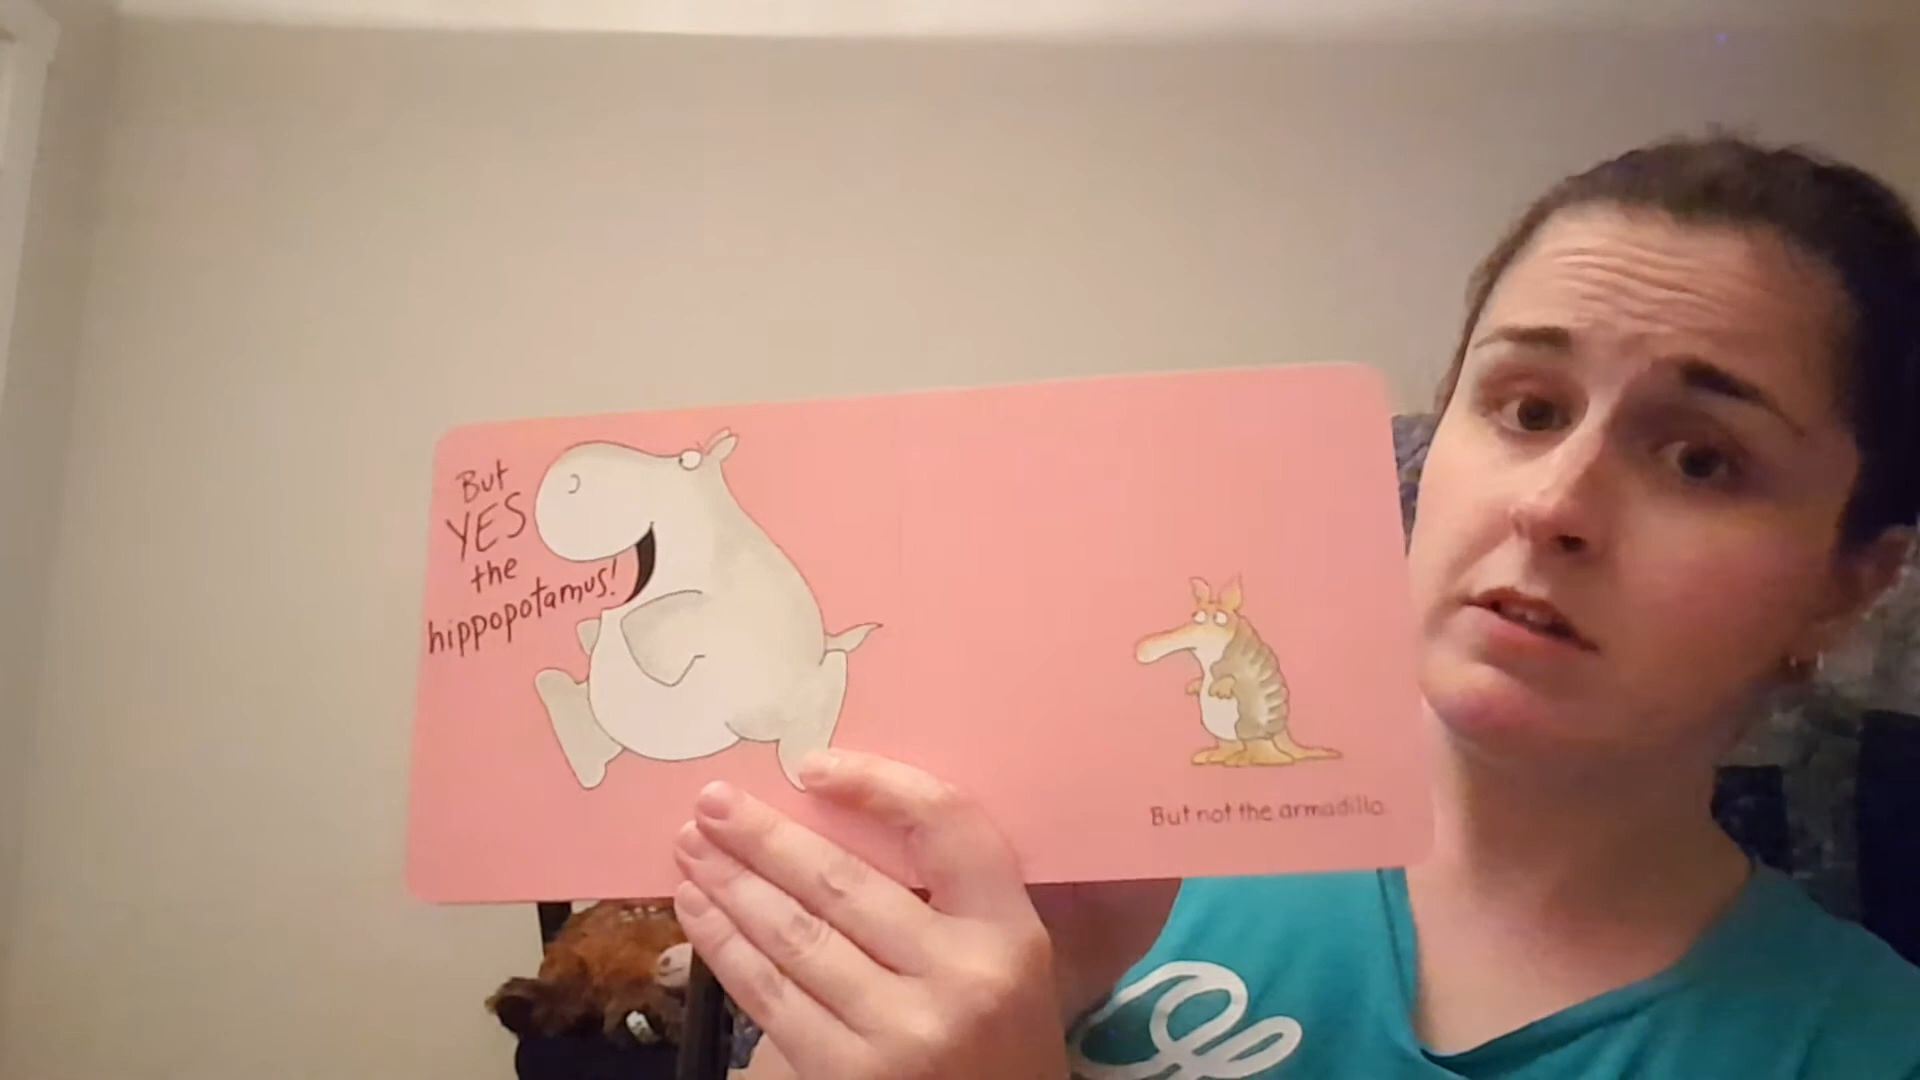 But
YES
the
hippopotamus!
But not the armadillo.